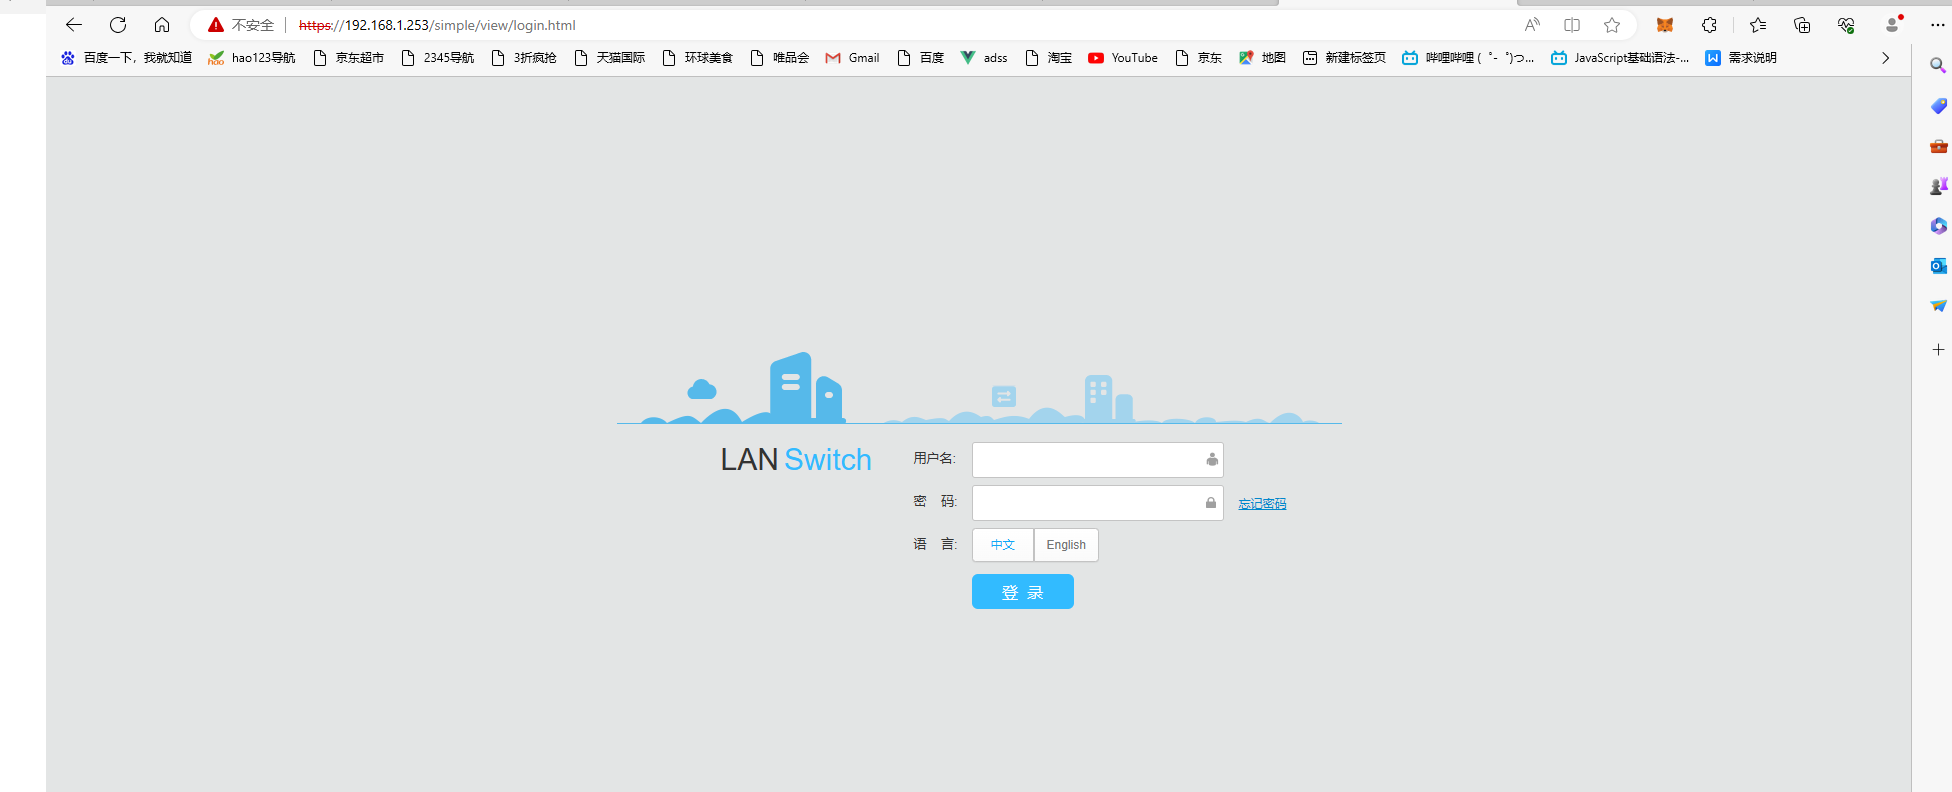 不安全 https://192.168.1.253/simple/view/login.html
百度一下，我就知道 hao123导航 京东超市 2345导航 3折疯抢 天猫国际 环球美食 唯品会 Gmail 百度 adss 淘宝 YouTube 京东 地图 新建标签页 哔哩哔哩 (゜-゜)つ... JavaScript基础语法-... 需求说明
LAN Switch
用户名:
密 码: 忘记密码
语 言: 中文 English
登 录